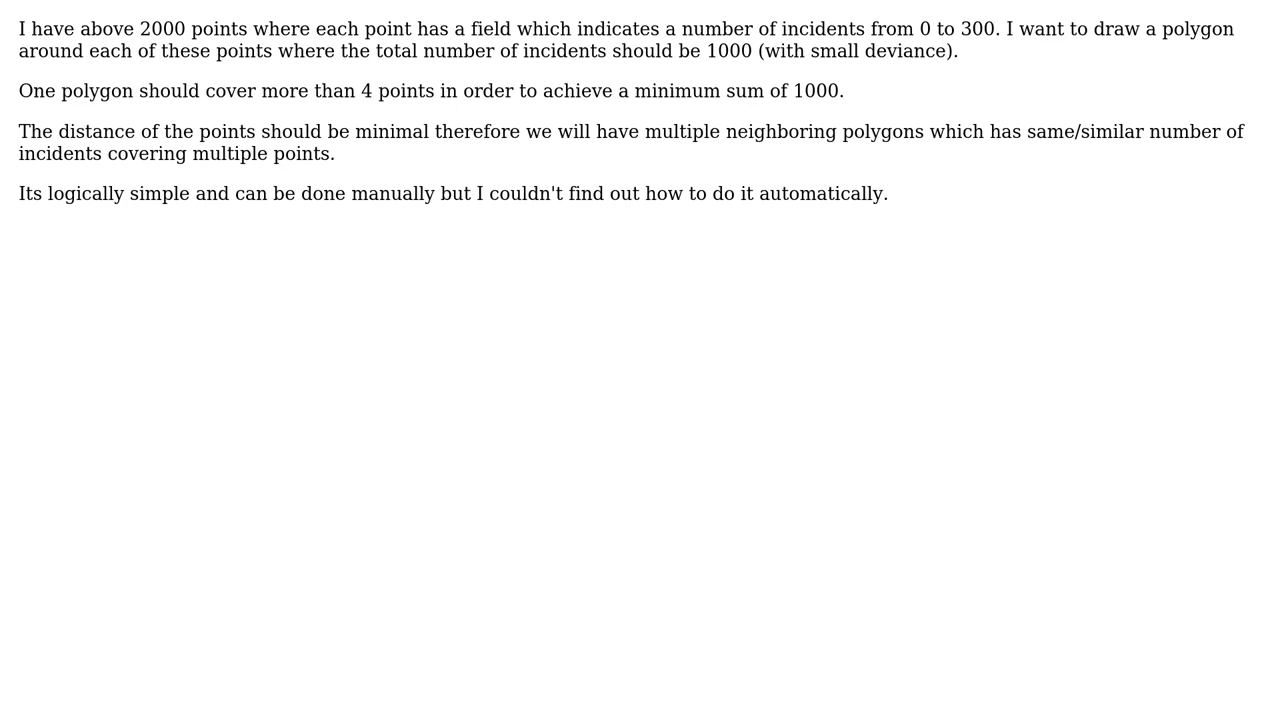 I have above 2000 points where each point has a field which indicates a number of incidents from 0 to 300. I want to draw a polygon
around each of these points where the total number of incidents should be 1000 (with small deviance).
One polygon should cover more than 4 points in order to achieve a minimum sum of 1000.
The distance of the points should be minimal therefore we will have multiple neighboring polygons which has same/similar number of
incidents covering multiple points.
Its logically simple and can be done manually but I couldn't find out how to do it automatically.